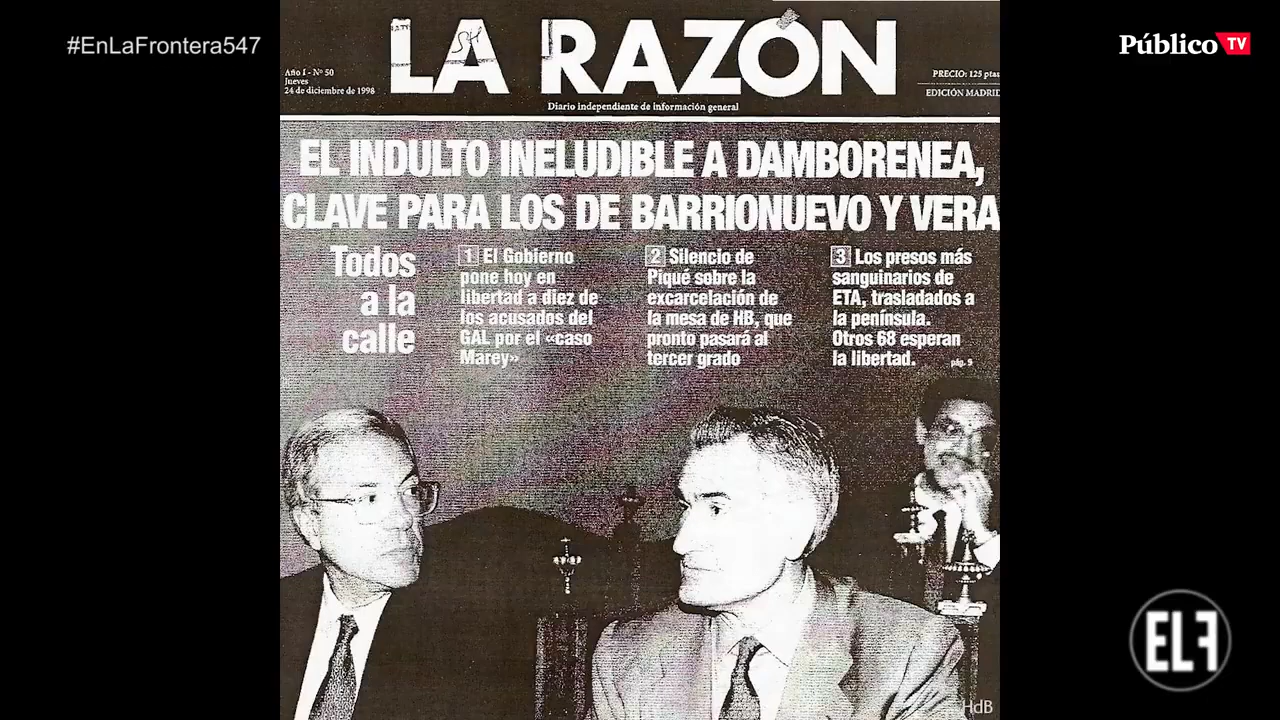 #EnLaFrontera547
Público TV
LA RAZÓN
Año I - Nº 50
jueves
24 de diciembre de 1998
PRECIO: 125 ptas
EDICIÓN MADRID
Diario independiente de información general
EL INDULTO INELUDIBLE A DAMBORENEA,
CLAVE PARA LOS DE BARRIONUEVO Y VERA
Todos
a la
calle
1 El Gobierno
pone hoy en
libertad a diez de
los acusados del
GAL por el «caso
Marey»
2 Silencio de
Piqué sobre la
excarcelación de
la mesa de HB, que
pronto pasará al
tercer grado
3 Los presos más
sanguinarios de
ETA, trasladados a
la península.
Otros 68 esperan
la libertad.
pág. 9
ELF
HdB